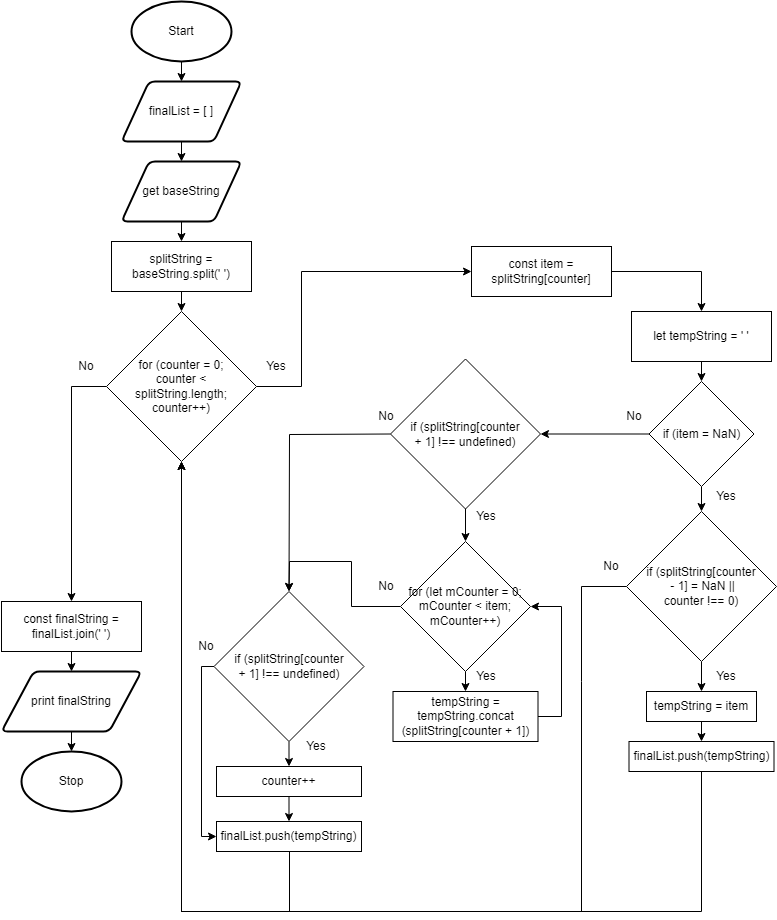 Start
finalList = [ ]
get baseString
splitString =
baseString.split(' ')
for (counter = 0;
counter <
splitString.length;
counter++)
No
Yes
const item =
splitString[counter]
let tempString = ' '
if (item = NaN)
No
Yes
if (splitString[counter
+ 1] !== undefined)
No
Yes
if (splitString[counter
- 1] = NaN ||
counter !== 0)
No
Yes
for (let mCounter = 0;
mCounter < item;
mCounter++)
No
Yes
tempString =
tempString.concat
(splitString[counter + 1])
if (splitString[counter
+ 1] !== undefined)
No
Yes
counter++
finalList.push(tempString)
tempString = item
finalList.push(tempString)
const finalString =
finalList.join(' ')
print finalString
Stop